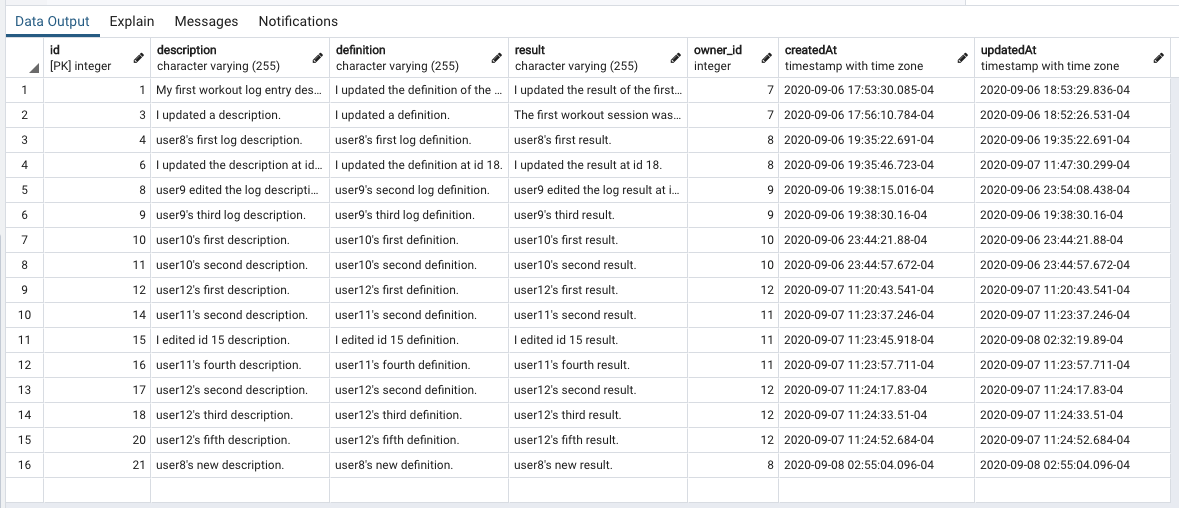 Data Output Explain Messages Notifications
id description definition result owner_id createdAt updatedAt
[PK] integer character varying (255) character varying (255) character varying (255) integer timestamp with time zone timestamp with time zone
1 1 My first workout log entry des... I updated the definition of the ... I updated the result of the first... 7 2020-09-06 17:53:30.085-04 2020-09-06 18:53:29.836-04
2 3 I updated a description. I updated a definition. The first workout session was... 7 2020-09-06 17:56:10.784-04 2020-09-06 18:52:26.531-04
3 4 user8's first log description. user8's first log definition. user8's first result. 8 2020-09-06 19:35:22.691-04 2020-09-06 19:35:22.691-04
4 6 I updated the description at id... I updated the definition at id 18. I updated the result at id 18. 8 2020-09-06 19:35:46.723-04 2020-09-07 11:47:30.299-04
5 8 user9 edited the log descripti... user9's second log definition. user9 edited the log result at i... 9 2020-09-06 19:38:15.016-04 2020-09-06 23:54:08.438-04
6 9 user9's third log description. user9's third log definition. user9's third result. 9 2020-09-06 19:38:30.16-04 2020-09-06 19:38:30.16-04
7 10 user10's first description. user10's first definition. user10's first result. 10 2020-09-06 23:44:21.88-04 2020-09-06 23:44:21.88-04
8 11 user10's second description. user10's second definition. user10's second result. 10 2020-09-06 23:44:57.672-04 2020-09-06 23:44:57.672-04
9 12 user12's first description. user12's first definition. user12's first result. 12 2020-09-07 11:20:43.541-04 2020-09-07 11:20:43.541-04
10 14 user11's second description. user11's second definition. user11's second result. 11 2020-09-07 11:23:37.246-04 2020-09-07 11:23:37.246-04
11 15 I edited id 15 description. I edited id 15 definition. I edited id 15 result. 11 2020-09-07 11:23:45.918-04 2020-09-08 02:32:19.89-04
12 16 user11's fourth description. user11's fourth definition. user11's fourth result. 11 2020-09-07 11:23:57.711-04 2020-09-07 11:23:57.711-04
13 17 user12's second description. user12's second definition. user12's second result. 12 2020-09-07 11:24:17.83-04 2020-09-07 11:24:17.83-04
14 18 user12's third description. user12's third definition. user12's third result. 12 2020-09-07 11:24:33.51-04 2020-09-07 11:24:33.51-04
15 20 user12's fifth description. user12's fifth definition. user12's fifth result. 12 2020-09-07 11:24:52.684-04 2020-09-07 11:24:52.684-04
16 21 user8's new description. user8's new definition. user8's new result. 8 2020-09-08 02:55:04.096-04 2020-09-08 02:55:04.096-04